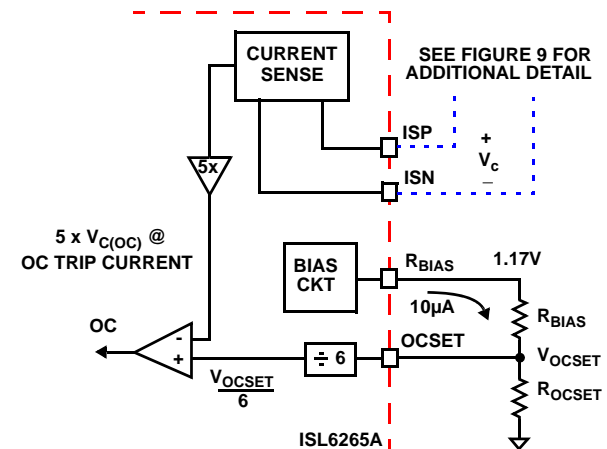 CURRENT
SENSE
SEE FIGURE 9 FOR
ADDITIONAL DETAIL
ISP
+
Vc
–
ISN
5x
5 x VC(OC) @
OC TRIP CURRENT
BIAS
CKT
RBIAS
1.17V
10µA
RBIAS
OC
-
+
VOCSET
6
÷ 6
OCSET
VOCSET
ROCSET
ISL6265A